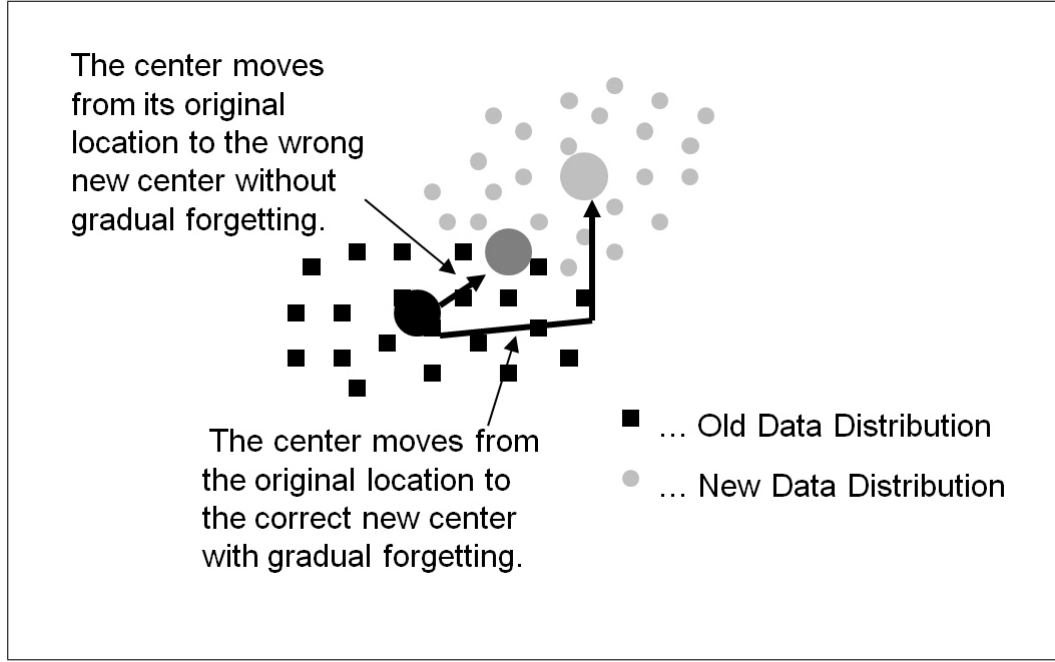 The center moves
from its original
location to the wrong
new center without
gradual forgetting.
The center moves from
the original location to
the correct new center
with gradual forgetting.
… Old Data Distribution
… New Data Distribution